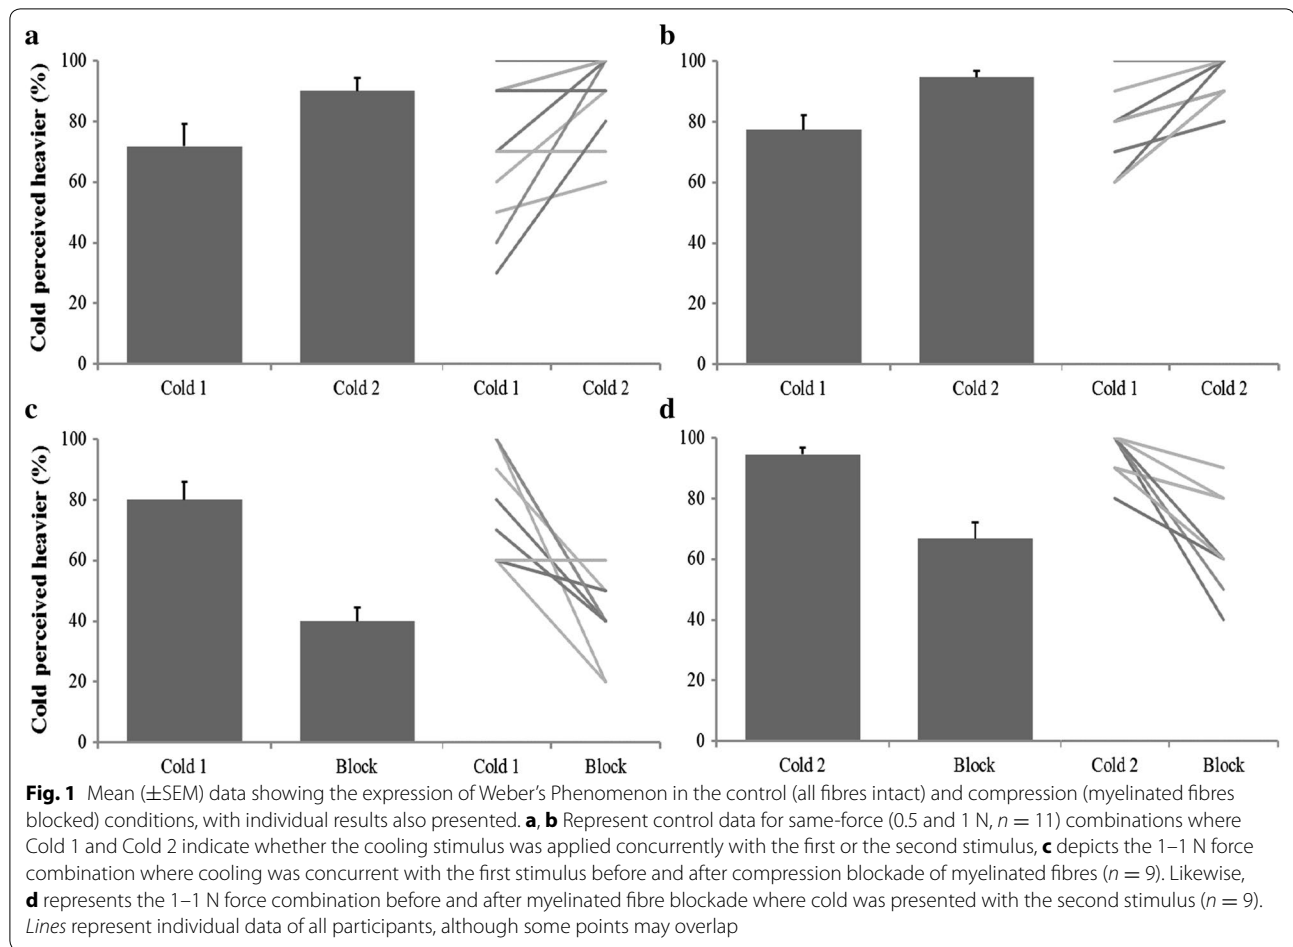 a
b
Cold perceived heavier (%)
100
80
60
40
20
0
Cold 1 Cold 2 Cold 1 Cold 2
100
80
60
40
20
0
Cold 1 Cold 2 Cold 1 Cold 2
c
d
Cold perceived heavier (%)
100
80
60
40
20
0
Cold 1 Block Cold 1 Block
100
80
60
40
20
0
Cold 2 Block Cold 2 Block
Fig. 1 Mean (±SEM) data showing the expression of Weber's Phenomenon in the control (all fibres intact) and compression (myelinated fibres
blocked) conditions, with individual results also presented. a, b Represent control data for same-force (0.5 and 1 N, n = 11) combinations where
Cold 1 and Cold 2 indicate whether the cooling stimulus was applied concurrently with the first or the second stimulus, c depicts the 1–1 N force
combination where cooling was concurrent with the first stimulus before and after compression blockade of myelinated fibres (n = 9). Likewise,
d represents the 1–1 N force combination before and after myelinated fibre blockade where cold was presented with the second stimulus (n = 9).
Lines represent individual data of all participants, although some points may overlap